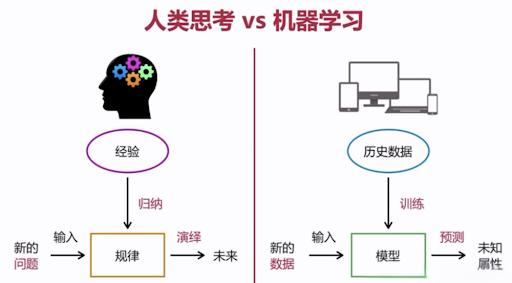 人类思考 vs 机器学习
经验
归纳
新的
问题
输入
规律
演绎
未来
历史数据
训练
新的
数据
输入
模型
预测
未知
属性